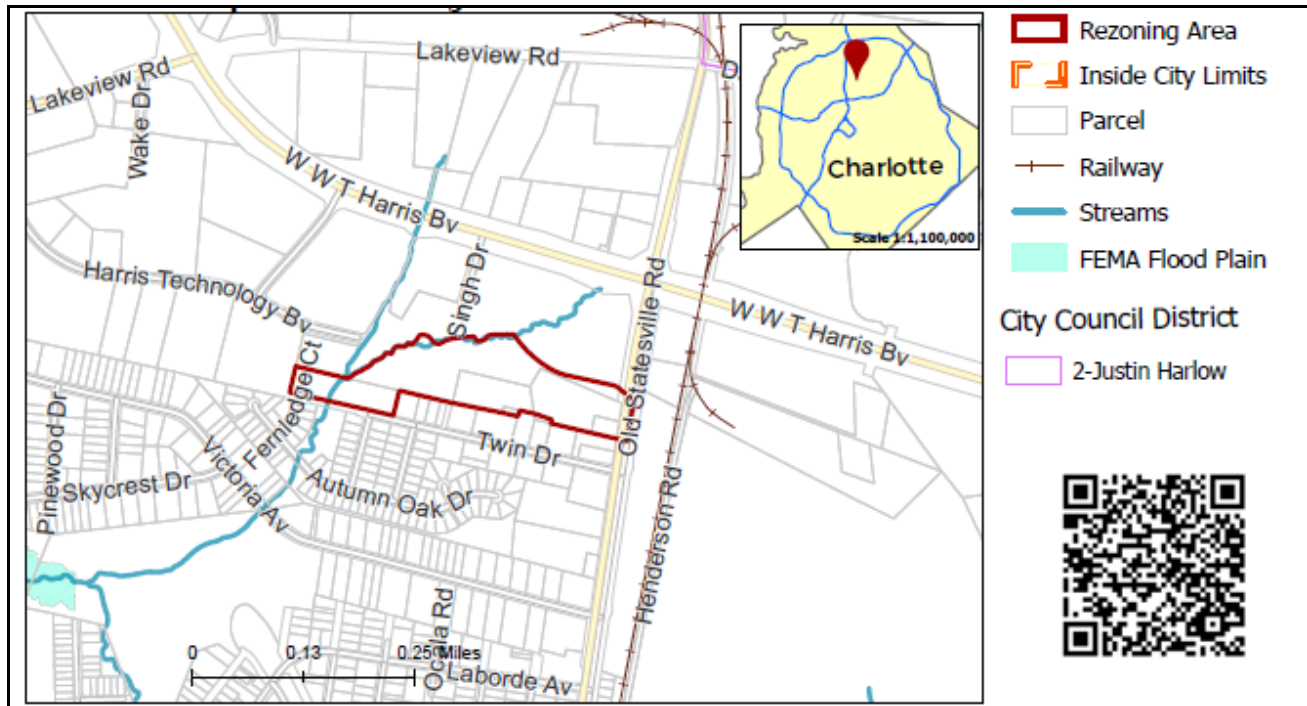 Lakeview Rd
Lakeview Rd
Wake Dr
W W T Harris Bv
Harris Technology Bv
Singh Dr
Old Statesville Rd
W W T Harris Bv
Fernledge Ct
Pinewood Dr
Victoria Av
Skycrest Dr
Twin Dr
Autumn Oak Dr
Henderson Rd
Ocala Rd
Laborde Av
0 0.13 0.25 Miles
D
Charlotte
Scale 1:1,100,000
Rezoning Area
Inside City Limits
Parcel
Railway
Streams
FEMA Flood Plain
City Council District
2-Justin Harlow